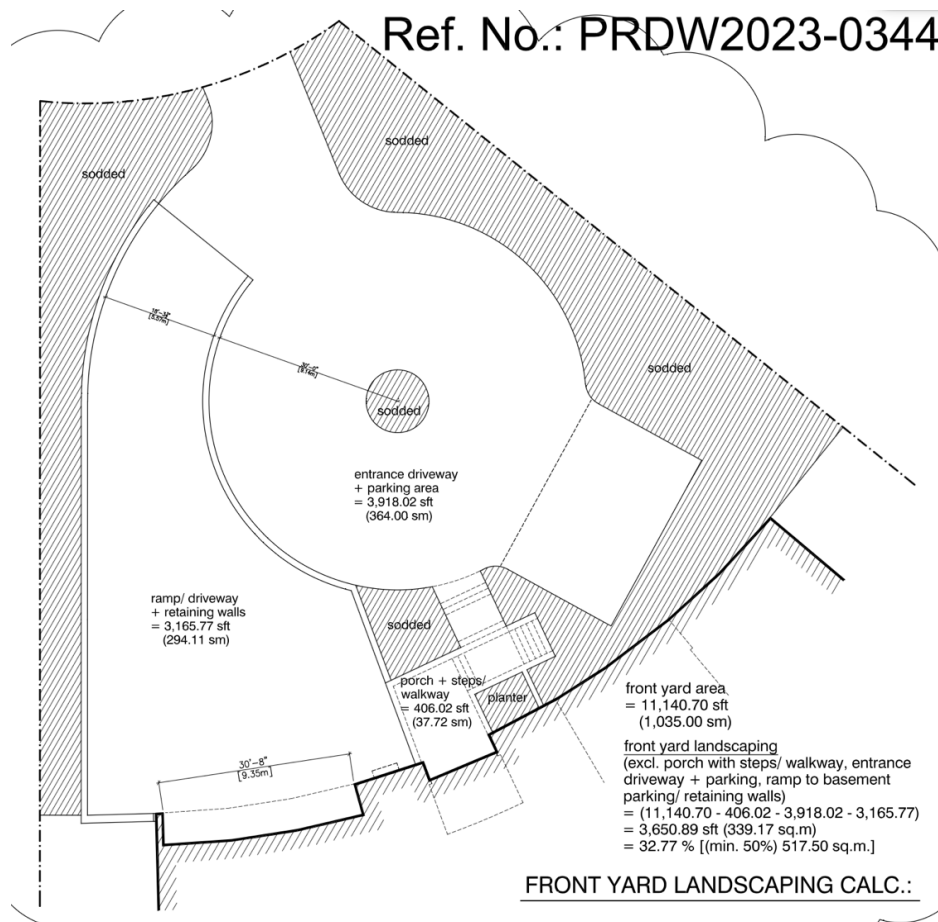 Ref. No.: PRDW2023-0344
sodded
sodded
sodded
sodded
entrance driveway
+ parking area
= 3,918.02 sft
(364.00 sm)
ramp/ driveway
+ retaining walls
= 3,165.77 sft
(294.11 sm)
sodded
porch + steps/
walkway
= 406.02 sft
(37.72 sm)
planter
30'-8"
[9.35m]
front yard area
= 11,140.70 sft
(1,035.00 sm)
front yard landscaping
(excl. porch with steps/ walkway, entrance
driveway + parking, ramp to basement
parking/ retaining walls)
= (11,140.70 - 406.02 - 3,918.02 - 3,165.77)
= 3,650.89 sft (339.17 sq.m)
= 32.77 % [(min. 50%) 517.50 sq.m.]
FRONT YARD LANDSCAPING CALC.: